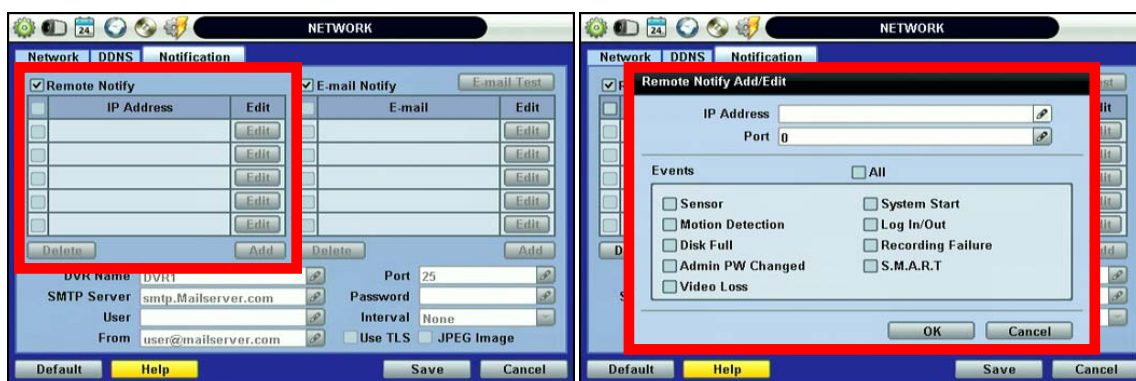 24
NETWORK
Network DDNS Notification
Remote Notify E-mail Notify E-mail Test
IP Address Edit E-mail Edit
Edit Edit
Edit Edit
Edit Edit
Edit Edit
Edit Edit
Delete Add Delete Add
DVR Name DVR1 Port 25
SMTP Server smtp.Mailserver.com Password
User Interval None
From user@mailserver.com Use TLS JPEG Image
Default Help Save Cancel
24
NETWORK
Network DDNS Notification
Remote Notify Add/Edit
IP Address
Port 0
Events All
Sensor System Start
Motion Detection Log In/Out
Disk Full Recording Failure
Admin PW Changed S.M.A.R.T
Video Loss
OK Cancel
Default Help Save Cancel